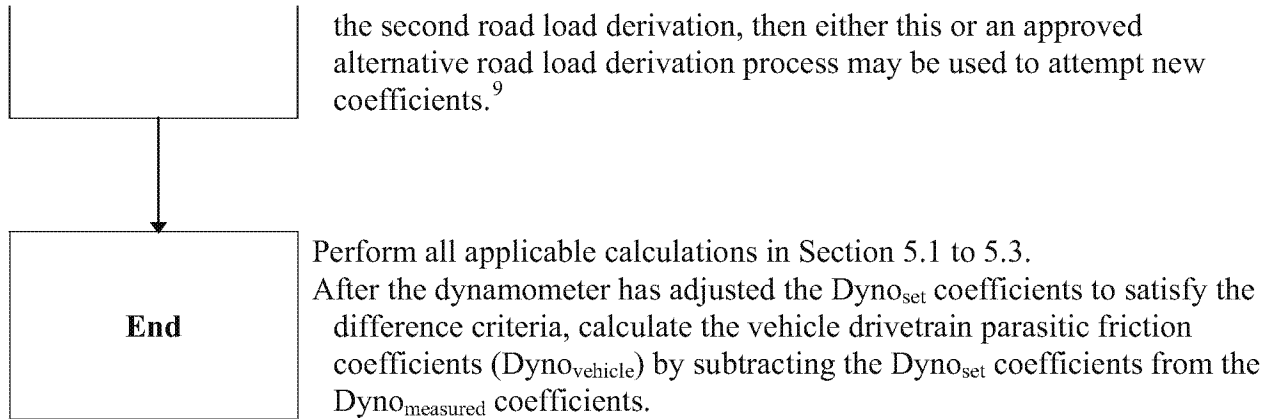 the second road load derivation, then either this or an approved
alternative road load derivation process may be used to attempt new
coefficients.9
End
Perform all applicable calculations in Section 5.1 to 5.3.
After the dynamometer has adjusted the Dynoset coefficients to satisfy the
difference criteria, calculate the vehicle drivetrain parasitic friction
coefficients (Dynovehicle) by subtracting the Dynoset coefficients from the
Dynomeasured coefficients.